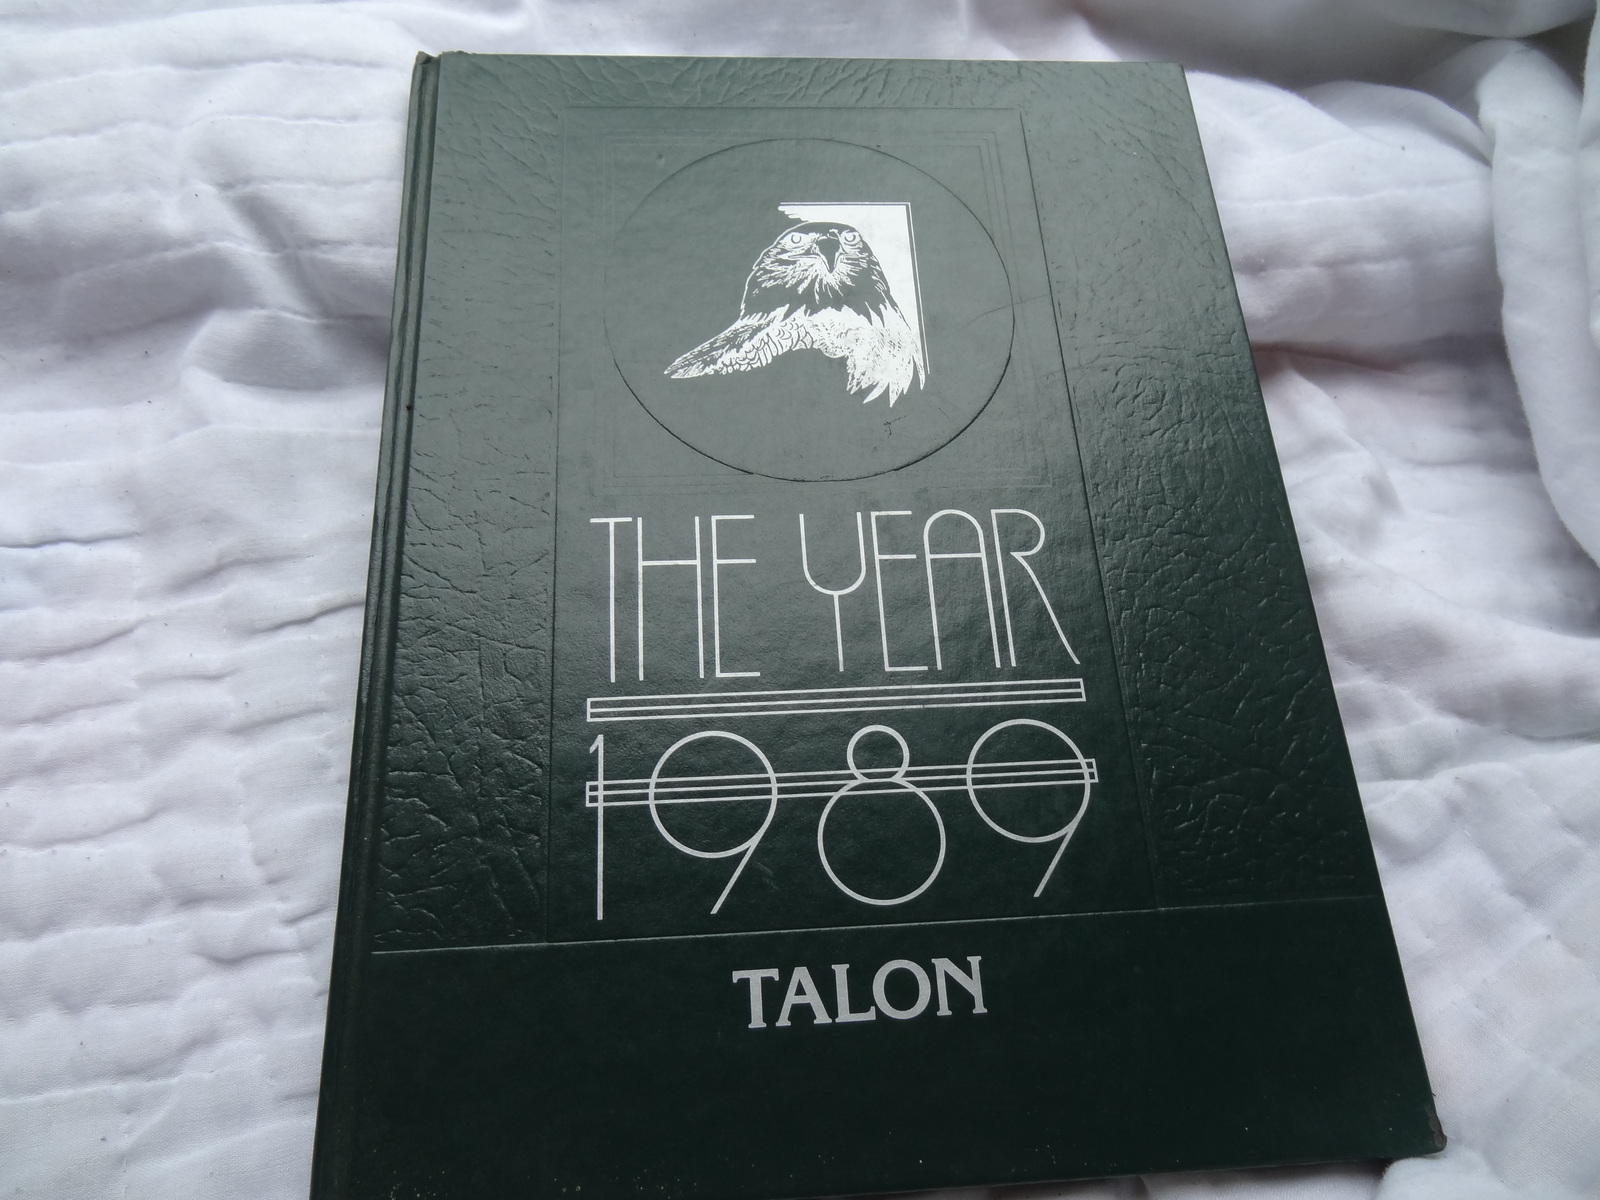 THE YEAR
1989
TALON